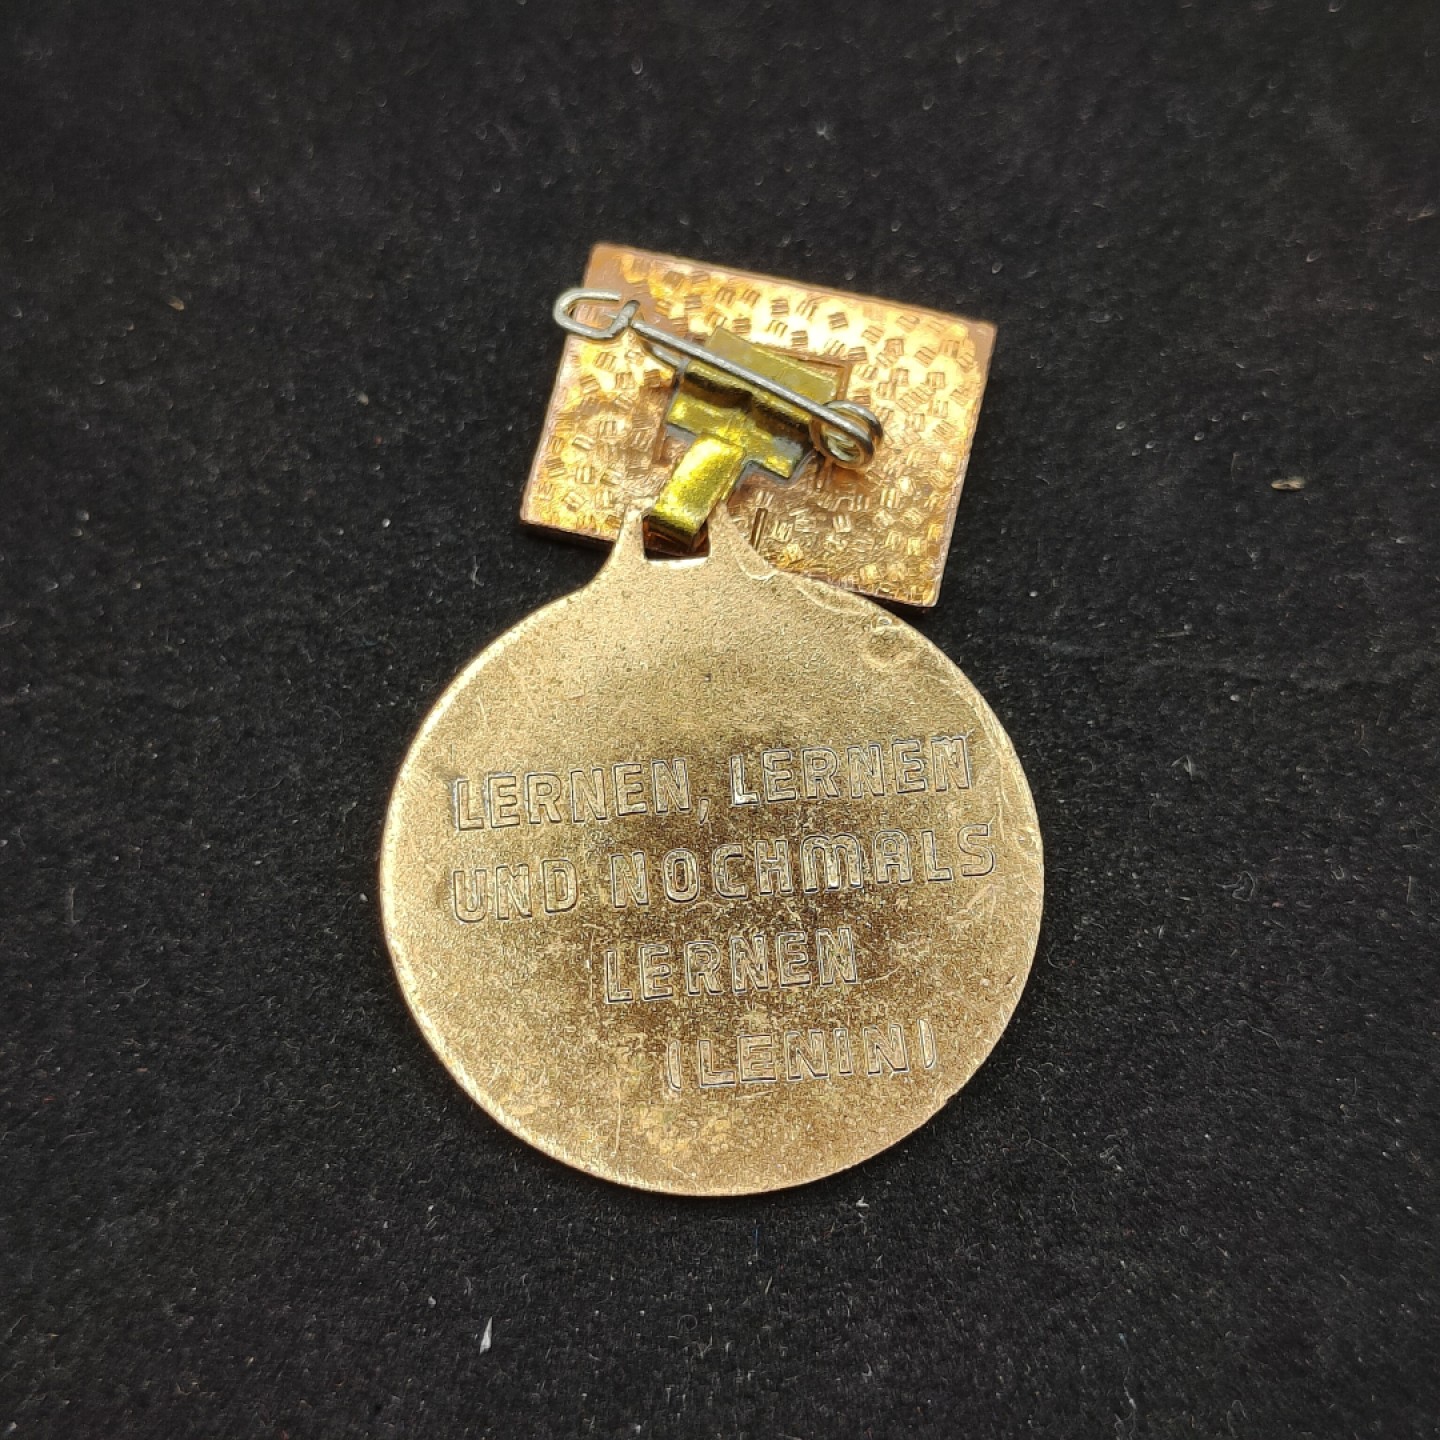 LERNEN, LERNEN
UND NOCHMALS
LERNEN
(LENIN)